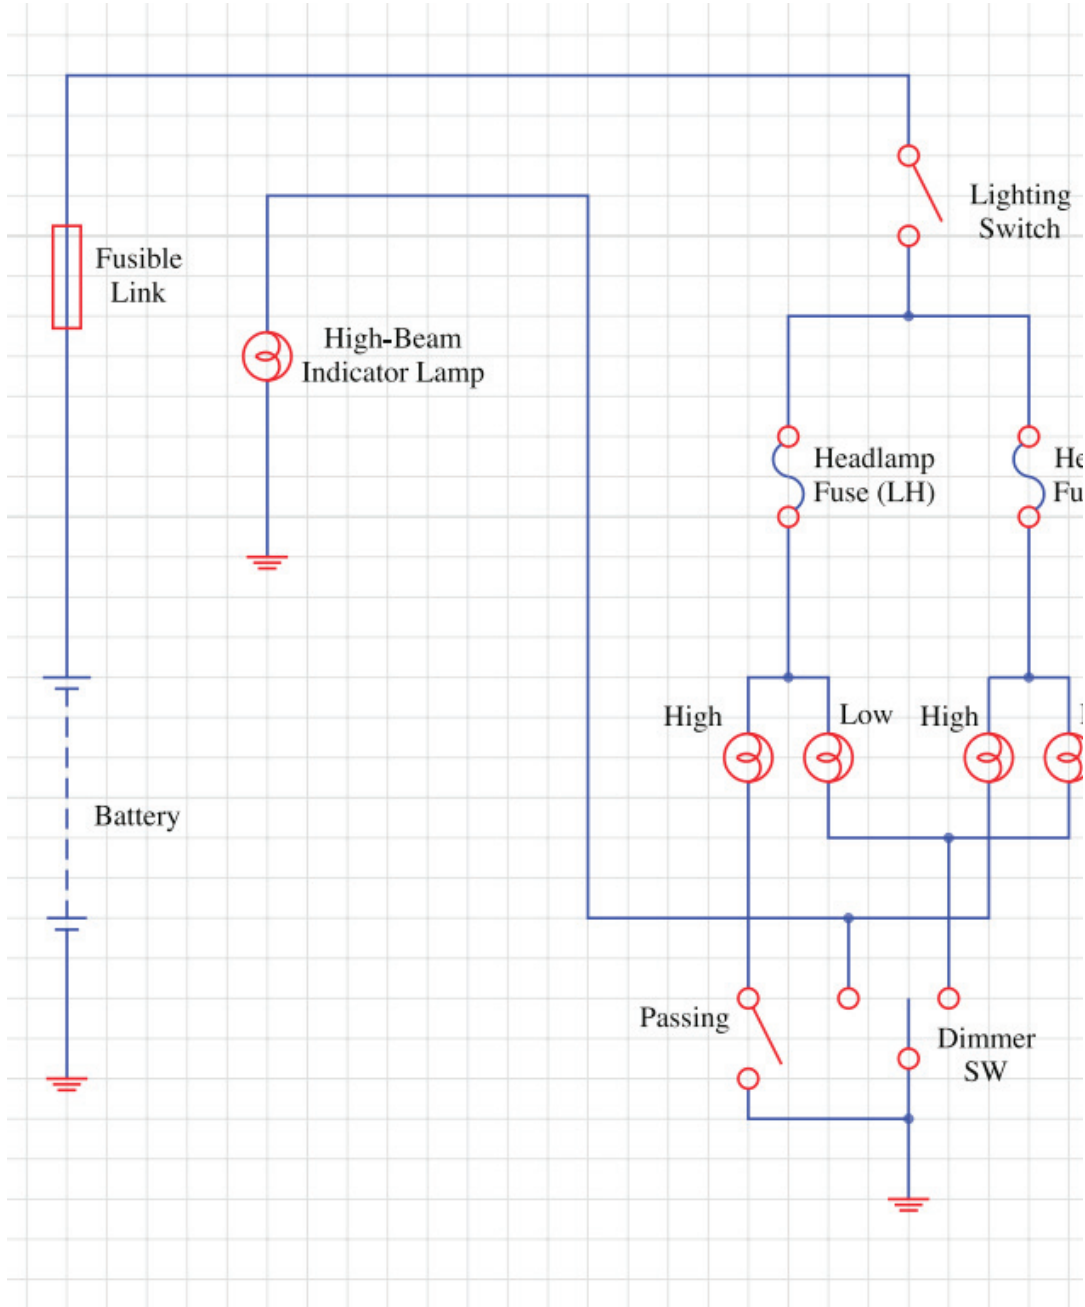 Lighting
Switch
Fusible
Link
High-Beam
Indicator Lamp
Headlamp
Fuse (LH)
High
Low
High
Battery
Passing
Dimmer
SW